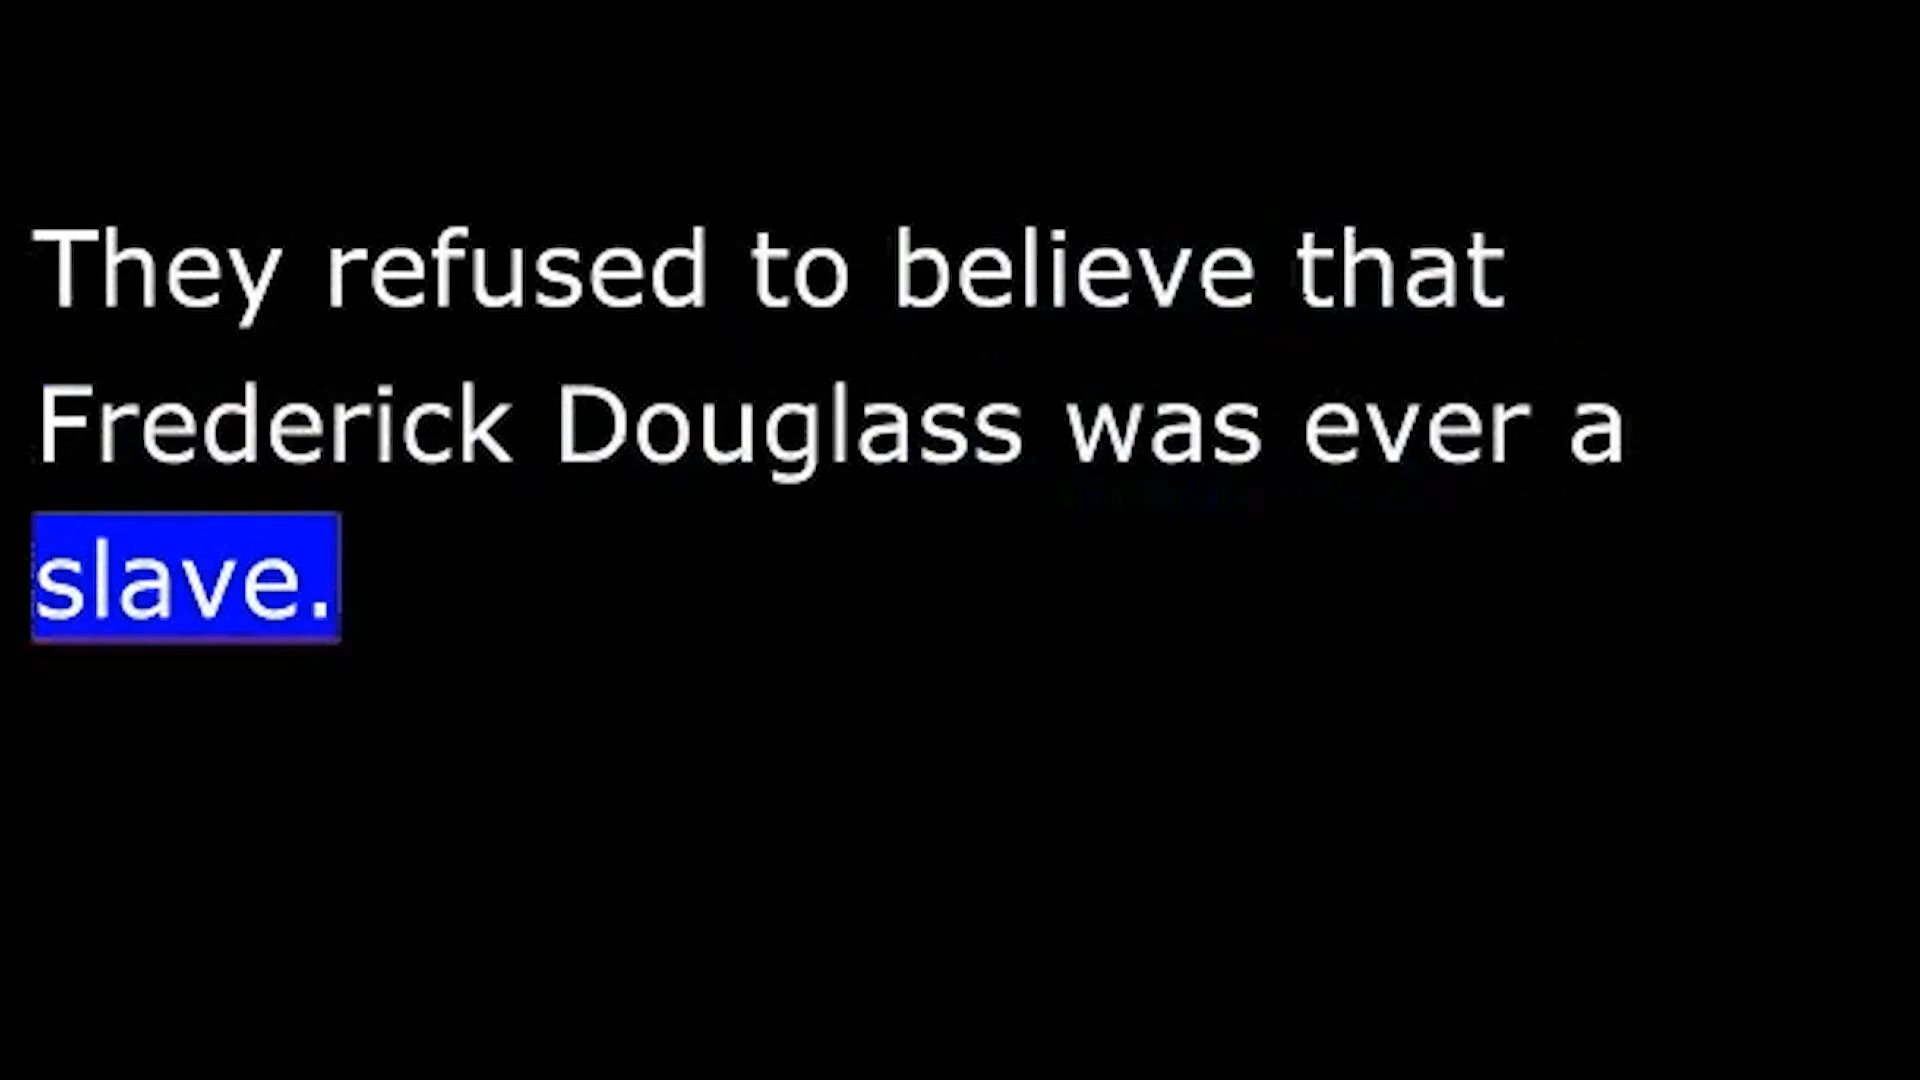 They refused to believe that
Frederick Douglass was ever a
slave.